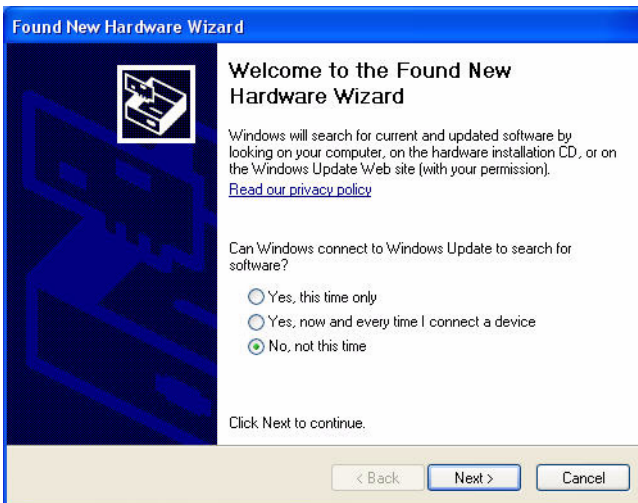 Found New Hardware Wizard
Welcome to the Found New
Hardware Wizard
Windows will search for current and updated software by
looking on your computer, on the hardware installation CD, or on
the Windows Update Web site (with your permission).
Read our privacy policy
Can Windows connect to Windows Update to search for
software?
Yes, this time only
Yes, now and every time I connect a device
No, not this time
Click Next to continue.
< Back Next > Cancel